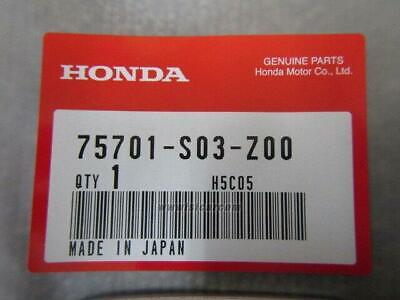 HONDA
GENUINE PARTS
Honda Motor Co., Ltd.
75701-S03-Z00
QTY 1 H5C05
MADE IN JAPAN